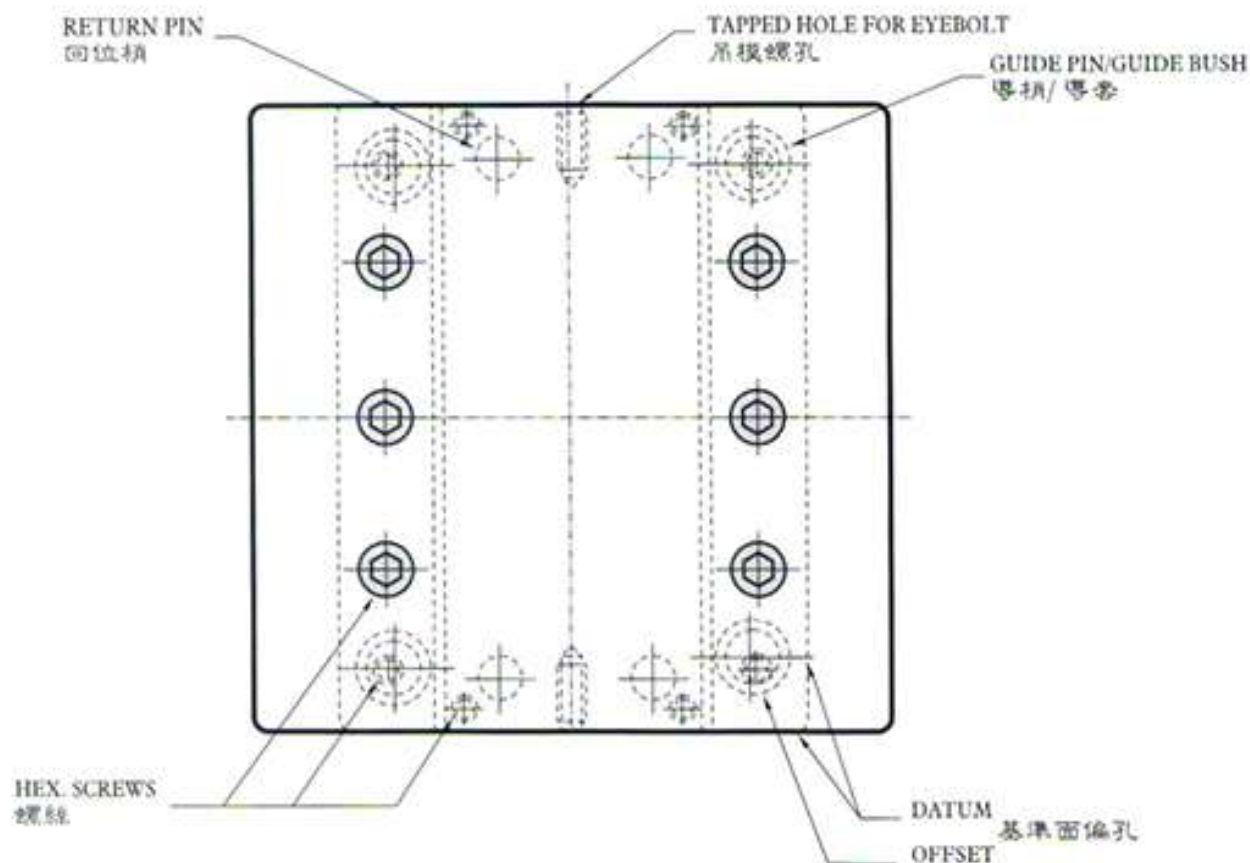 RETURN PIN
回位梢
TAPPED HOLE FOR EYEBOLT
吊模螺孔
GUIDE PIN/GUIDE BUSH
導梢/ 導套
HEX. SCREWS
螺絲
DATUM
基準面偏孔
OFFSET